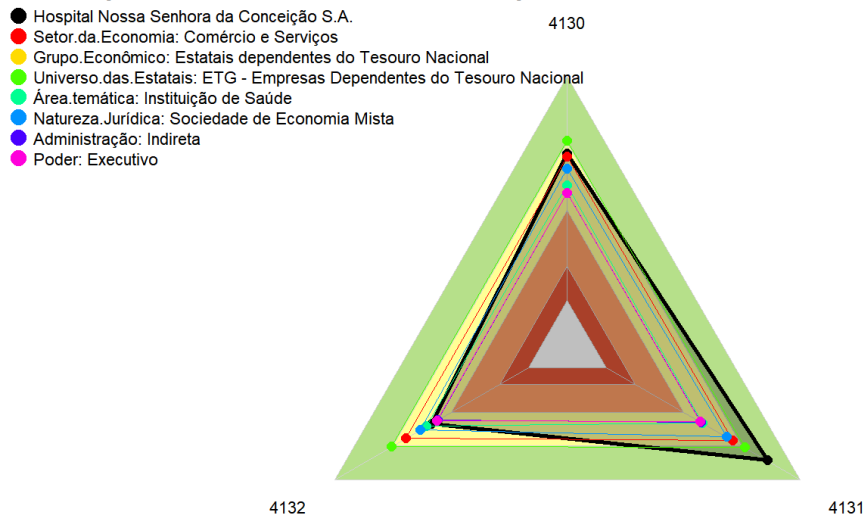 Hospital Nossa Senhora da Conceição S.A.
Setor.da.Economia: Comércio e Serviços
Grupo.Econômico: Estatais dependentes do Tesouro Nacional
Universo.das.Estatais: ETG - Empresas Dependentes do Tesouro Nacional
Área.temática: Instituição de Saúde
Natureza.Jurídica: Sociedade de Economia Mista
Administração: Indireta
Poder: Executivo
4130
4132
4131